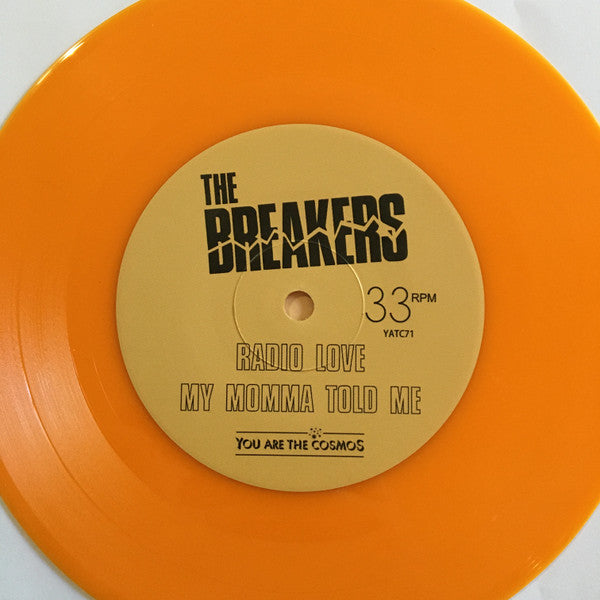 THE
BREAKERS
33 RPM
YATC71
RADIO LOVE
MY MOMMA TOLD ME
YOU ARE THE COSMOS